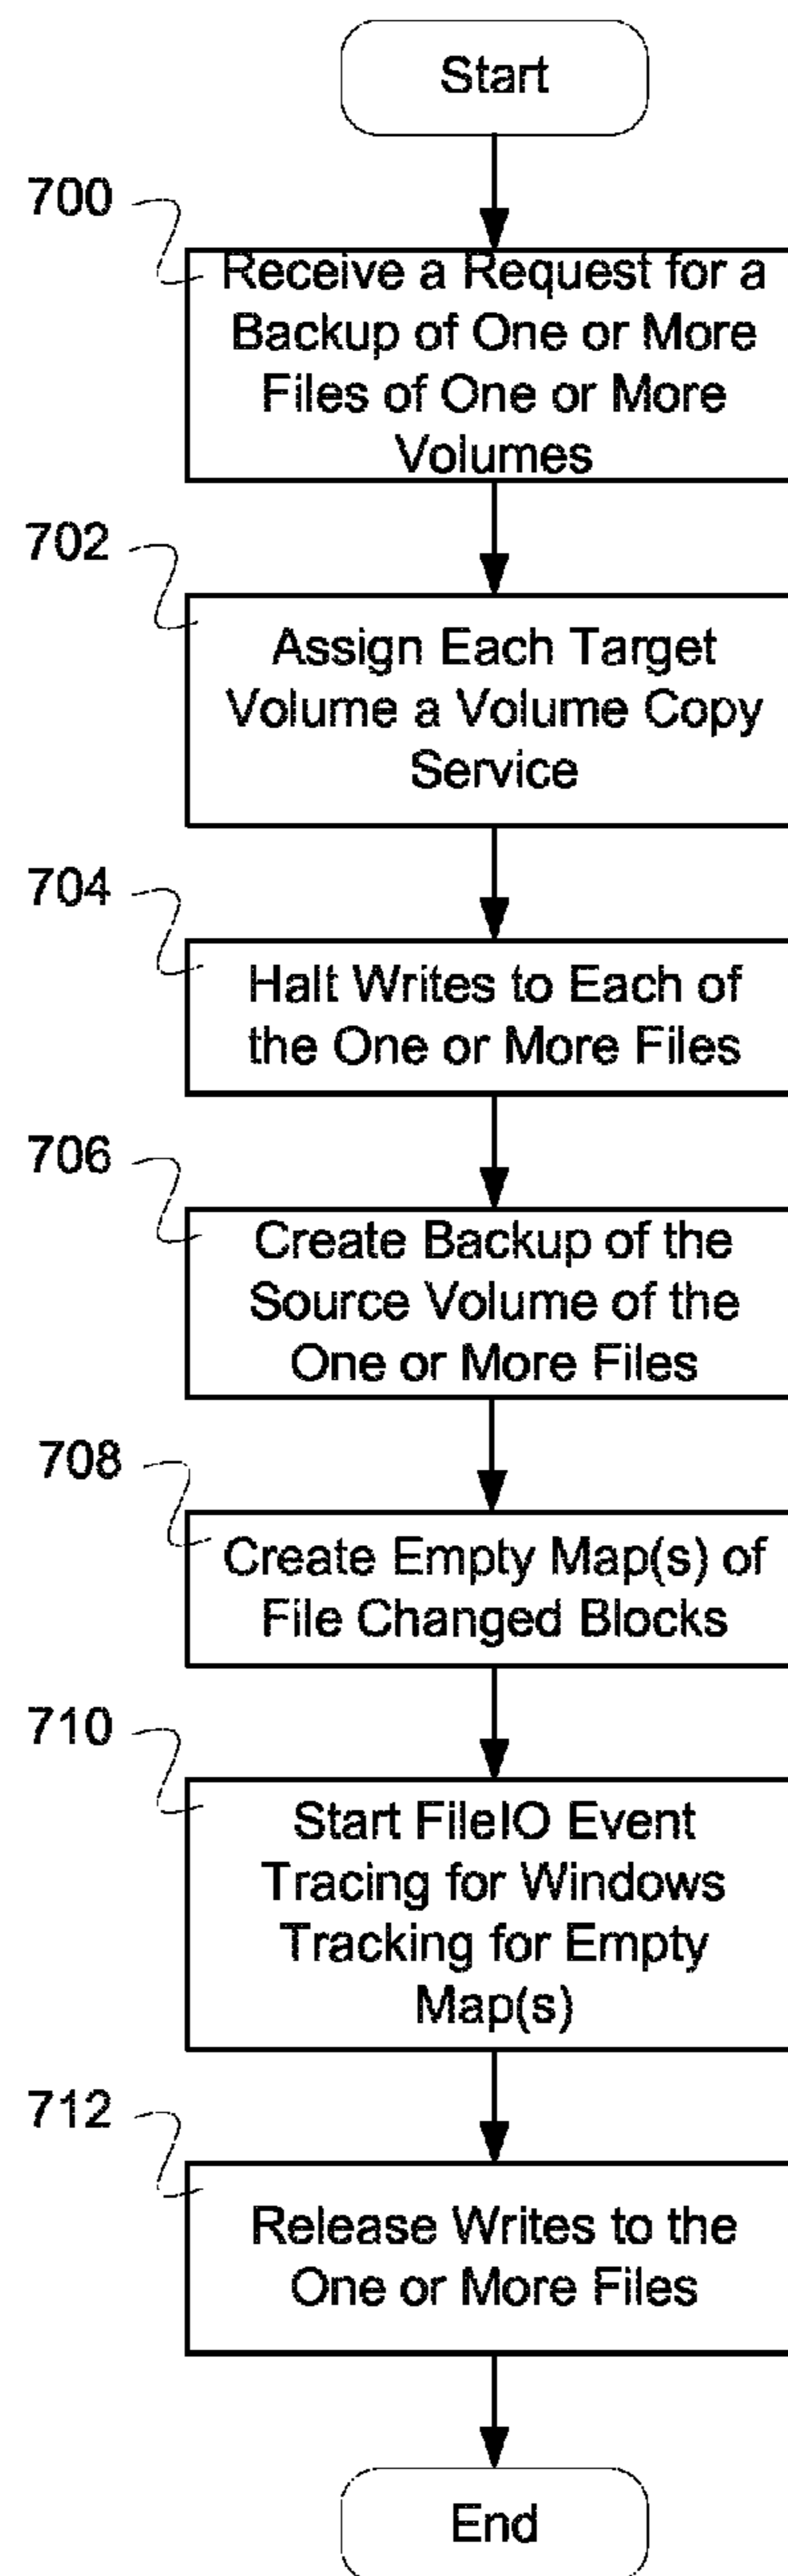 Start
700
Receive a Request for a
Backup of One or More
Files of One or More
Volumes
702
Assign Each Target
Volume a Volume Copy
Service
704
Halt Writes to Each of
the One or More Files
706
Create Backup of the
Source Volume of the
One or More Files
708
Create Empty Map(s) of
File Changed Blocks
710
Start FileIO Event
Tracing for Windows
Tracking for Empty
Map(s)
712
Release Writes to the
One or More Files
End